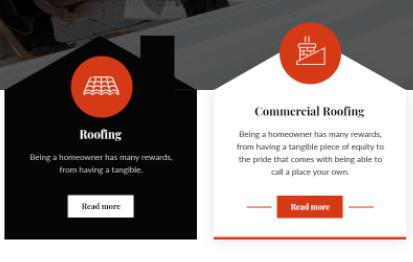 Roofing
Being a homeowner has many rewards,
from having a tangible.
Read more
Commercial Roofing
Being a homeowner has many rewards,
from having a tangible piece of equity to
the pride that comes with being able to
call a place your own.
Read more